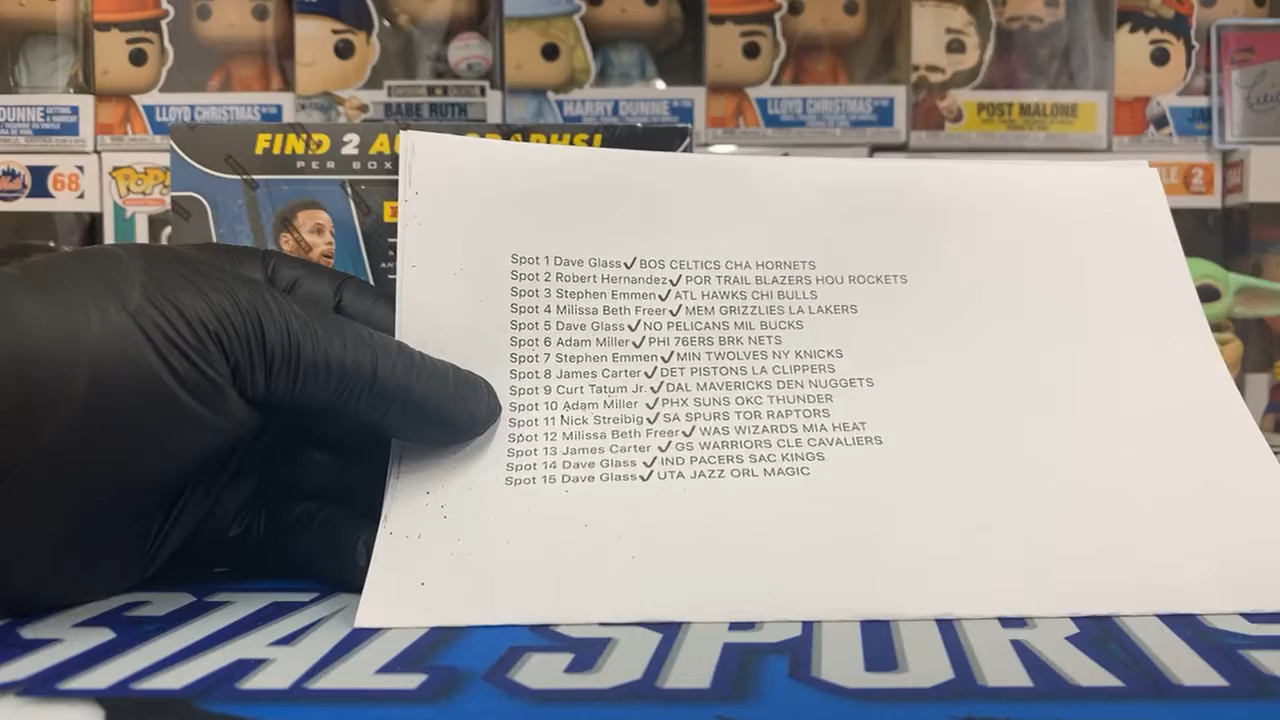 DUNNE
LLOYD CHRISTMAS
BABE RUTH
HARRY DUNNE
LLOYD CHRISTMAS
POST MALONE
68
POP!
FIND 2 AU
GRAPHS!
PER BOX
2
Spot 1 Dave Glass✓BOS CELTICS CHA HORNETS
Spot 2 Robert Hernandez✓POR TRAIL BLAZERS HOU ROCKETS
Spot 3 Stephen Emmen✓ATL HAWKS CHI BULLS
Spot 4 Milissa Beth Freer✓MEM GRIZZLIES LA LAKERS
Spot 5 Dave Glass✓NO PELICANS MIL BUCKS
Spot 6 Adam Miller✓PHI 76ERS BRK NETS
Spot 7 Stephen Emmen✓MIN TWOLVES NY KNICKS
Spot 8 James Carter✓DET PISTONS LA CLIPPERS
Spot 9 Curt Tatum Jr.✓DAL MAVERICKS DEN NUGGETS
Spot 10 Adam Miller ✓PHX SUNS OKC THUNDER
Spot 11 Nick Streibig✓SA SPURS TOR RAPTORS
Spot 12 Milissa Beth Freer✓WAS WIZARDS MIA HEAT
Spot 13 James Carter ✓GS WARRIORS CLE CAVALIERS
Spot 14 Dave Glass ✓IND PACERS SAC KINGS
Spot 15 Dave Glass✓UTA JAZZ ORL MAGIC
STAL SPORTS